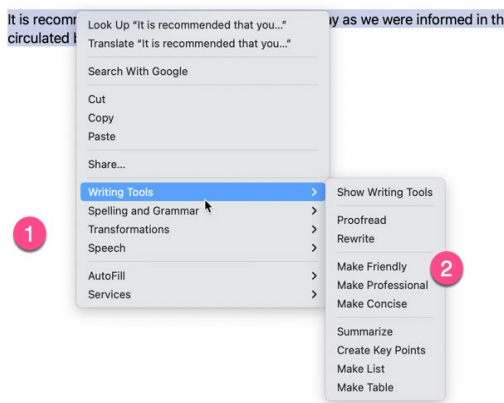 It is recomm
y as we were informed in th
circulated
Look Up “It is recommended that you...”
Translate “It is recommended that you...”
Search With Google
Cut
Copy
Paste
Share...
Writing Tools
Spelling and Grammar
Transformations
Speech
AutoFill
Services
1
Show Writing Tools
Proofread
Rewrite
Make Friendly
Make Professional
Make Concise
2
Summarize
Create Key Points
Make List
Make Table